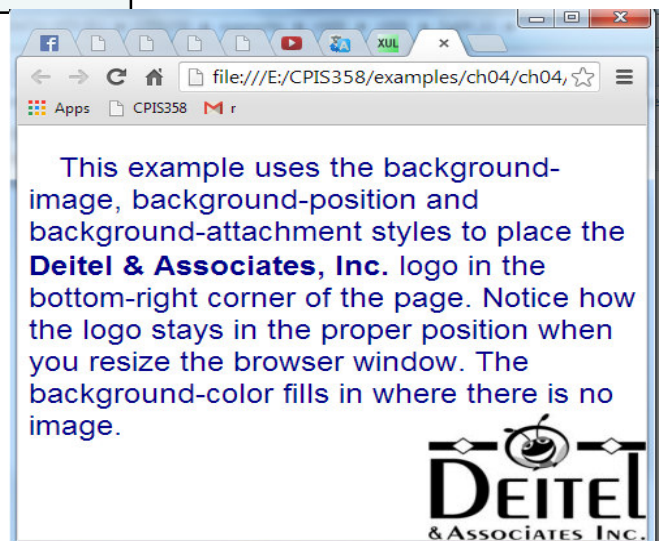 XUL
file:///E:/CPIS358/examples/ch04/ch04,
Apps CPIS358 r
This example uses the background-
image, background-position and
background-attachment styles to place the
Deitel & Associates, Inc. logo in the
bottom-right corner of the page. Notice how
the logo stays in the proper position when
you resize the browser window. The
background-color fills in where there is no
image.
DEITEL
& ASSOCIATES INC.